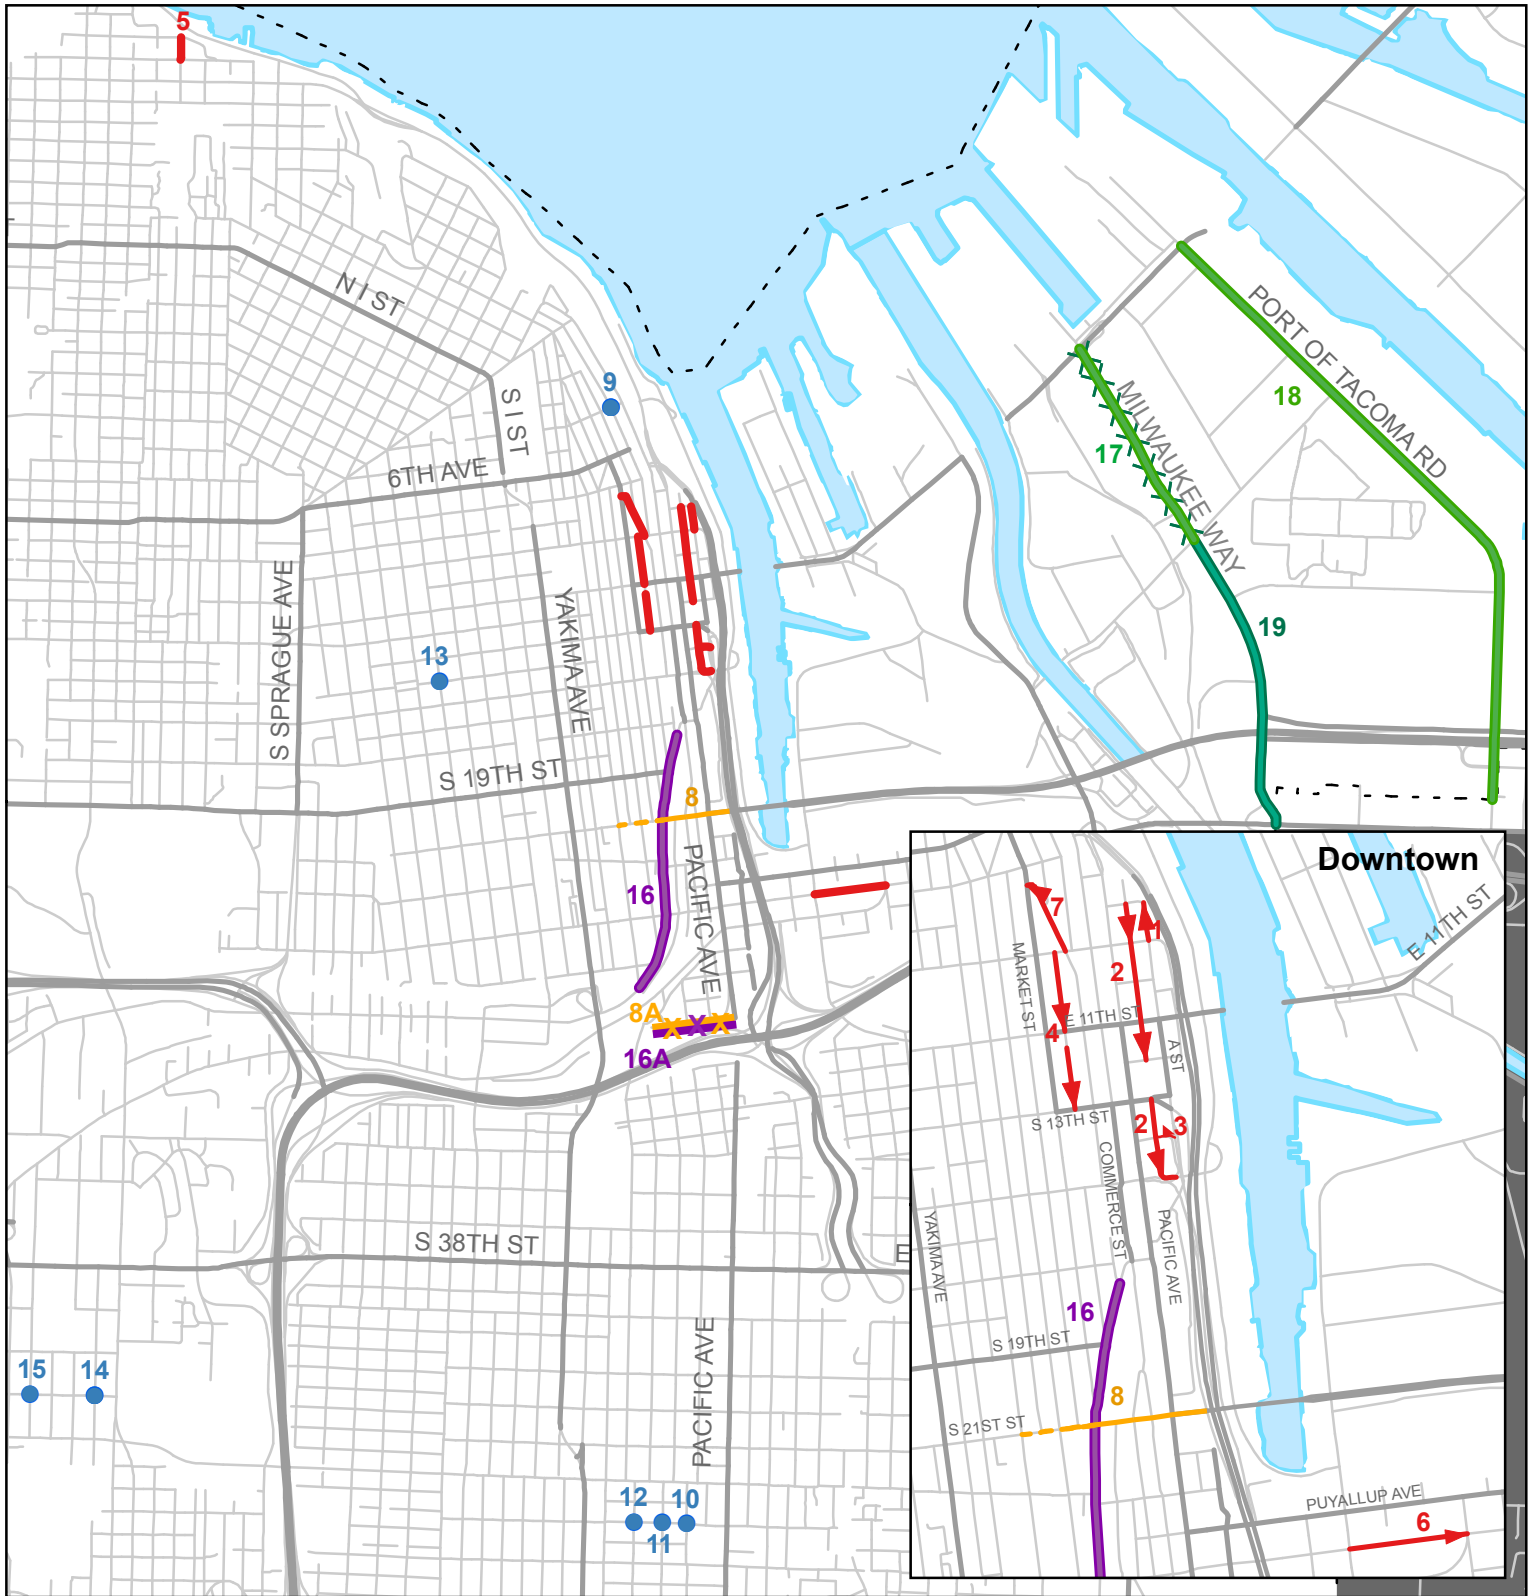 5
N I ST
S I ST
9
6TH AVE
PORT OF TACOMA RD
18
MILWAUKEE WAY
17
19
S SPRAGUE AVE
YAKIMA AVE
13
S 19TH ST
8
16
PACIFIC AVE
8A
X X X
16A
S 38TH ST
E
15
14
PACIFIC AVE
12
10
11
Downtown
7
1
2
MARKET ST
E 11TH ST
E 11TH ST
4
A ST
S 13TH ST
2
3
COMMERCE ST
YAKIMA AVE
PACIFIC AVE
16
S 19TH ST
8
S 21ST ST
PUYALLUP AVE
6